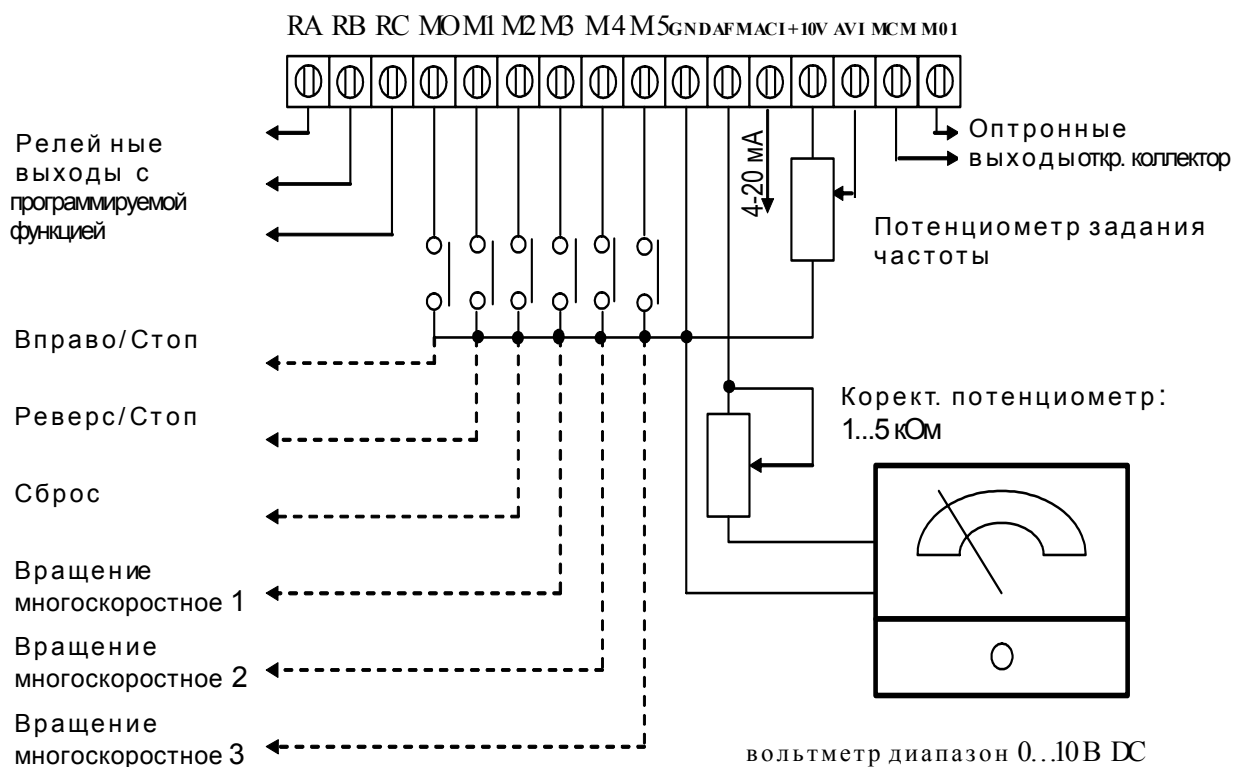 RA RB RC MO M1 M2 M3 M4 M5 GND AFM ACI +10V AVI MCM M01
Релейные
выходы с
программируемой
функцией
4-20 мА
Оптронные
выходы откр. коллектор
Потенциометр задания
частоты
Вправо/Стоп
Реверс/Стоп
Сброс
Корект. потенциометр:
1...5 кОм
Вращение
многоскоростное 1
Вращение
многоскоростное 2
Вращение
многоскоростное 3
вольтметр диапазон 0...10 В DC